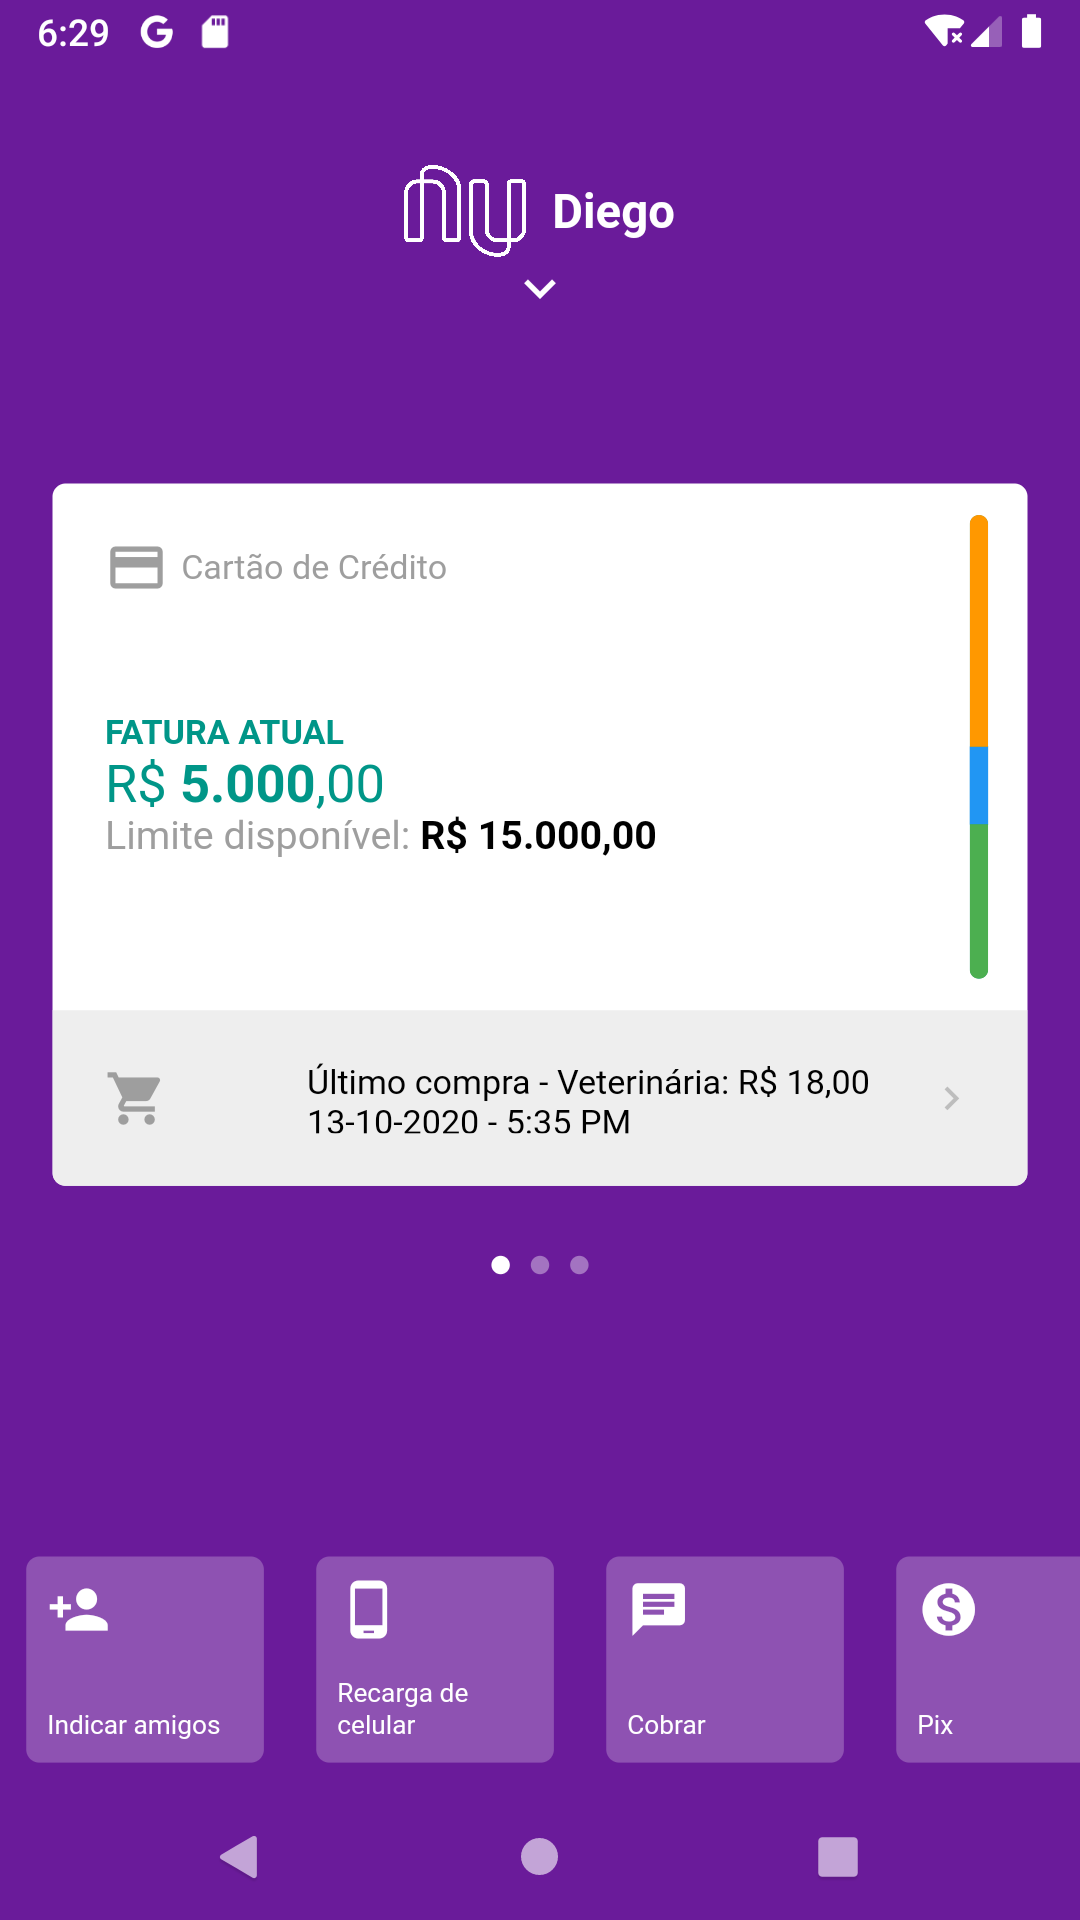 6:29
nu Diego
Cartão de Crédito
FATURA ATUAL
R$ 5.000,00
Limite disponível: R$ 15.000,00
Último compra - Veterinária: R$ 18,00
13-10-2020 - 5:35 PM
Indicar amigos
Recarga de
celular
Cobrar
Pix